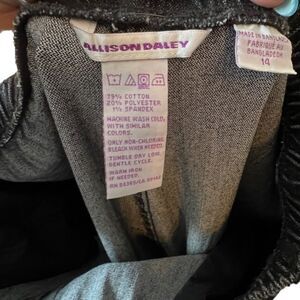 ALLISON DALEY
MADE IN BANGLADESH
FABRIQUÉ AU
BANGLADESH
14
79% COTTON
20% POLYESTER
1% SPANDEX
MACHINE WASH COLD,
WITH SIMILAR
COLORS.
ONLY NON-CHLORINE
BLEACH WHEN NEEDED.
TUMBLE DRY LOW,
GENTLE CYCLE.
WARM IRON
IF NEEDED.